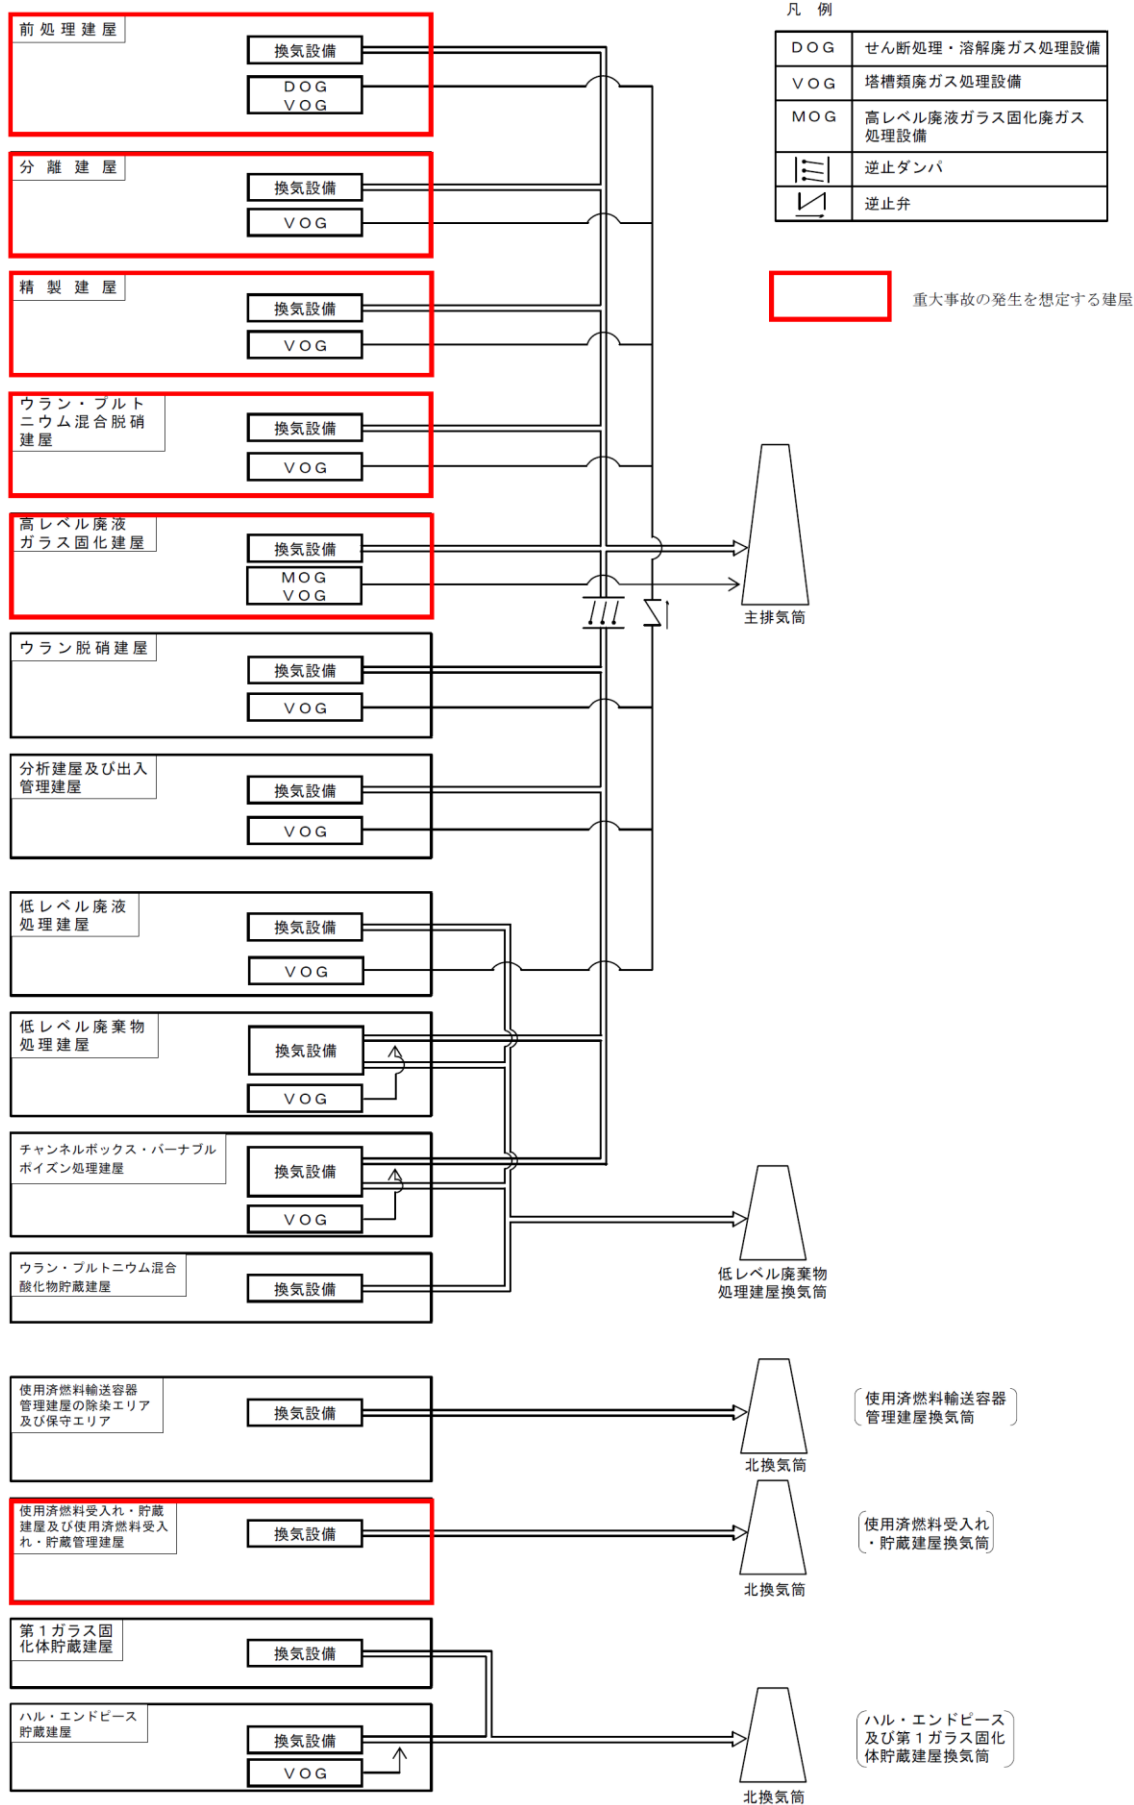 凡 例
DOG せん断処理・溶解廃ガス処理設備
VOG 塔槽類廃ガス処理設備
MOG 高レベル廃液ガラス固化廃ガス
処理設備
逆止ダンパ
逆止弁
重大事故の発生を想定する建屋
前処理建屋
換気設備
DOG
VOG
分離建屋
換気設備
VOG
精製建屋
換気設備
VOG
ウラン・プルト
ニウム混合脱硝
建屋
換気設備
VOG
高レベル廃液
ガラス固化建屋
換気設備
MOG
VOG
主排気筒
ウラン脱硝建屋
換気設備
VOG
分析建屋及び出入
管理建屋
換気設備
VOG
低レベル廃液
処理建屋
換気設備
VOG
低レベル廃棄物
処理建屋
換気設備
VOG
チャンネルボックス・バーナブル
ポイズン処理建屋
換気設備
VOG
ウラン・プルトニウム混合
酸化物貯蔵建屋
換気設備
低レベル廃棄物
処理建屋換気筒
使用済燃料輸送容器
管理建屋の除染エリア
及び保守エリア
換気設備
北換気筒
使用済燃料輸送容器
管理建屋換気筒
使用済燃料受入れ・貯蔵
建屋及び使用済燃料受入
れ・貯蔵管理建屋
換気設備
北換気筒
使用済燃料受入れ
・貯蔵建屋換気筒
第1ガラス固
化体貯蔵建屋
換気設備
ハル・エンドピース
貯蔵建屋
換気設備
VOG
北換気筒
ハル・エンドピース
及び第1ガラス固化
体貯蔵建屋換気筒